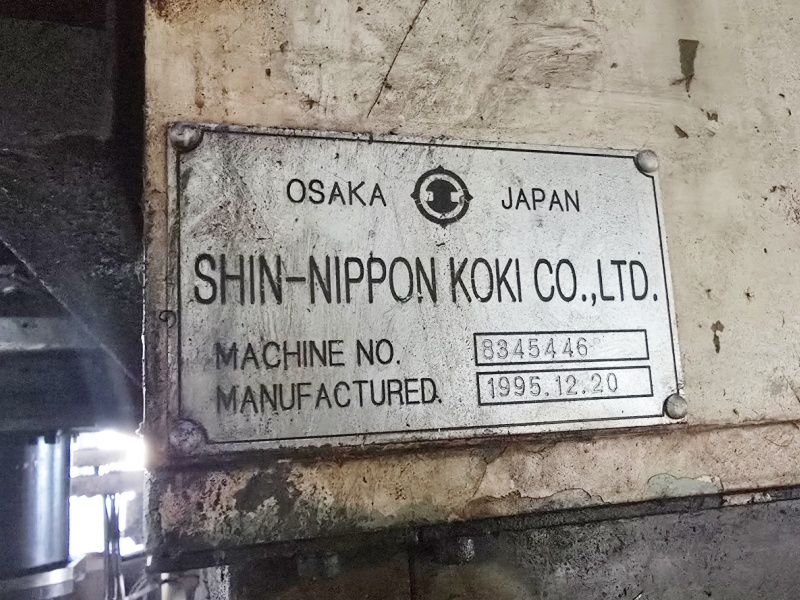 OSAKA JAPAN
SHIN-NIPPON KOKI CO.,LTD.
MACHINE NO. 8345446
MANUFACTURED. 1995.12.20